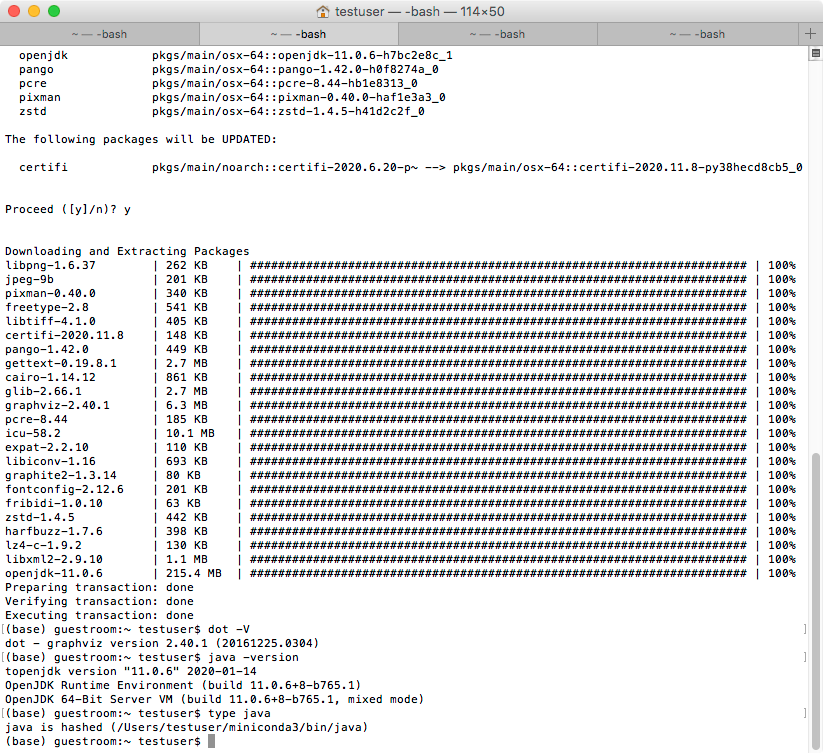 testuser — -bash — 114×50
~ — -bash
~ — -bash
~ — -bash
~ — -bash
openjdk            pkgs/main/osx-64::openjdk-11.0.6-h7bc2e8c_1
pango              pkgs/main/osx-64::pango-1.42.0-h0f8274a_0
pcre               pkgs/main/osx-64::pcre-8.44-hb1e8313_0
pixman             pkgs/main/osx-64::pixman-0.40.0-haf1e3a3_0
zstd               pkgs/main/osx-64::zstd-1.4.5-h41d2c2f_0
The following packages will be UPDATED:
certifi            pkgs/main/noarch::certifi-2020.6.20-p~ --> pkgs/main/osx-64::certifi-2020.11.8-py38hecd8cb5_0
Proceed ([y]/n)? y
Downloading and Extracting Packages
libpng-1.6.37        | 262 KB    | ####################################################################### | 100%
jpeg-9b              | 201 KB    | ####################################################################### | 100%
pixman-0.40.0        | 340 KB    | ####################################################################### | 100%
freetype-2.8         | 541 KB    | ####################################################################### | 100%
libtiff-4.1.0        | 405 KB    | ####################################################################### | 100%
certifi-2020.11.8    | 148 KB    | ####################################################################### | 100%
pango-1.42.0         | 449 KB    | ####################################################################### | 100%
gettext-0.19.8.1     | 2.7 MB    | ####################################################################### | 100%
cairo-1.14.12        | 861 KB    | ####################################################################### | 100%
glib-2.66.1          | 2.7 MB    | ####################################################################### | 100%
graphviz-2.40.1      | 6.3 MB    | ####################################################################### | 100%
pcre-8.44            | 185 KB    | ####################################################################### | 100%
icu-58.2             | 10.1 MB   | ####################################################################### | 100%
expat-2.2.10         | 110 KB    | ####################################################################### | 100%
libiconv-1.16        | 693 KB    | ####################################################################### | 100%
graphite2-1.3.14     | 80 KB     | ####################################################################### | 100%
fontconfig-2.12.6    | 201 KB    | ####################################################################### | 100%
fribidi-1.0.10       | 63 KB     | ####################################################################### | 100%
zstd-1.4.5           | 442 KB    | ####################################################################### | 100%
harfbuzz-1.7.6       | 398 KB    | ####################################################################### | 100%
lz4-c-1.9.2          | 130 KB    | ####################################################################### | 100%
libxml2-2.9.10       | 1.1 MB    | ####################################################################### | 100%
openjdk-11.0.6       | 215.4 MB  | ####################################################################### | 100%
Preparing transaction: done
Verifying transaction: done
Executing transaction: done
[(base) guestroom:~ testuser$ dot -V ]
dot - graphviz version 2.40.1 (20161225.0304)
[(base) guestroom:~ testuser$ java -version ]
topenjdk version "11.0.6" 2020-01-14
OpenJDK Runtime Environment (build 11.0.6+8-b765.1)
OpenJDK 64-Bit Server VM (build 11.0.6+8-b765.1, mixed mode)
[(base) guestroom:~ testuser$ type java ]
java is hashed (/Users/testuser/miniconda3/bin/java)
(base) guestroom:~ testuser$